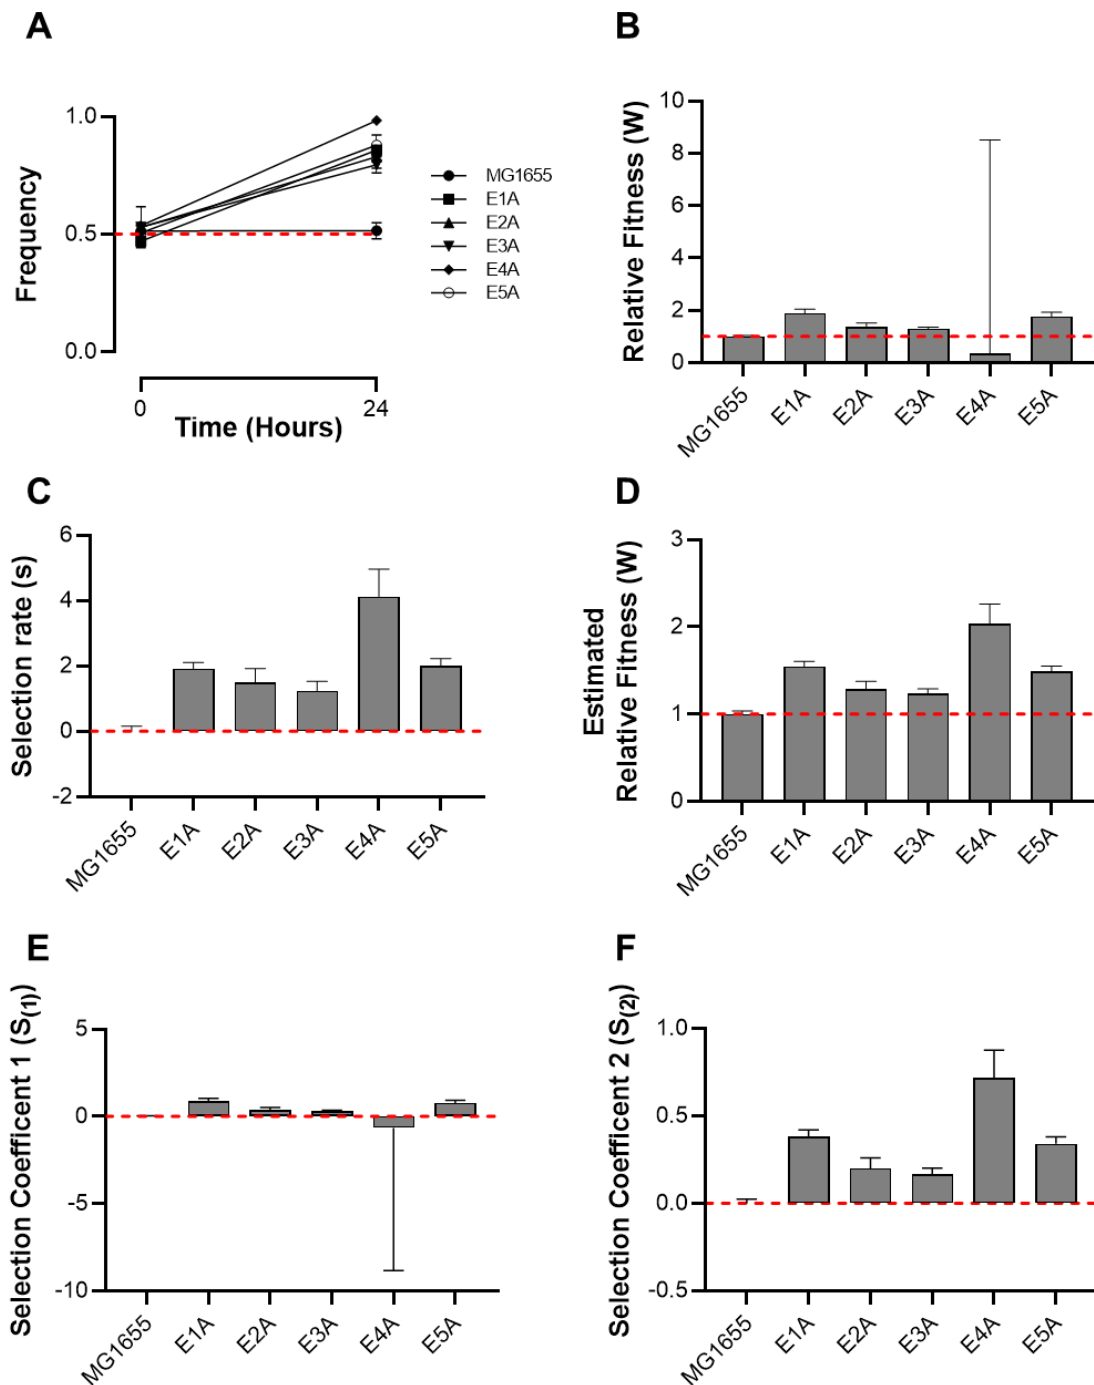 A
1.0
0.5
0.0
Frequency
0
24
Time (Hours)
MG1655
E1A
E2A
E3A
E4A
E5A
B
10
8
6
4
2
0
Relative Fitness (W)
MG1655
E1A
E2A
E3A
E4A
E5A
C
6
4
2
0
-2
Selection rate (s)
MG1655
E1A
E2A
E3A
E4A
E5A
D
3
2
1
0
Estimated
Relative Fitness (W)
MG1655
E1A
E2A
E3A
E4A
E5A
E
5
0
-5
-10
Selection Coefficent 1 (S(1))
MG1655
E1A
E2A
E3A
E4A
E5A
F
1.0
0.5
0.0
-0.5
Selection Coefficent 2 (S(2))
MG1655
E1A
E2A
E3A
E4A
E5A